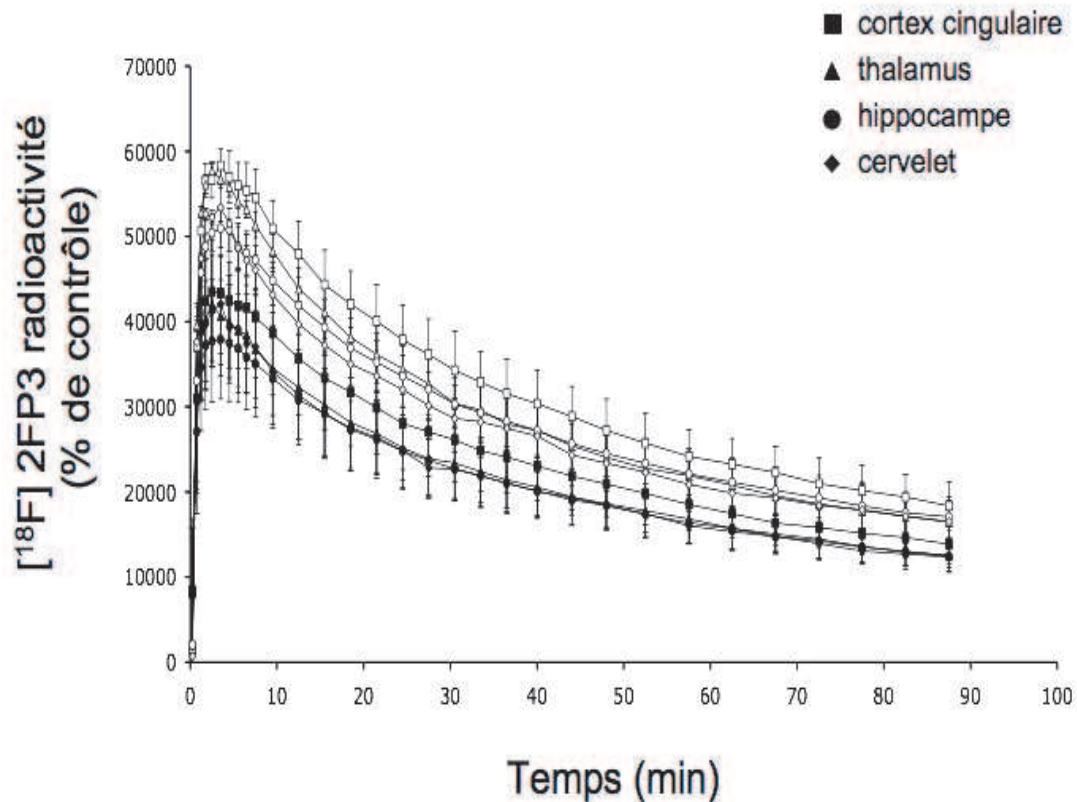 cortex cingulaire
thalamus
hippocampe
cervelet
[18F] 2FP3 radioactivité
(% de contrôle)
70000
60000
50000
40000
30000
20000
10000
0
0 10 20 30 40 50 60 70 80 90 100
Temps (min)